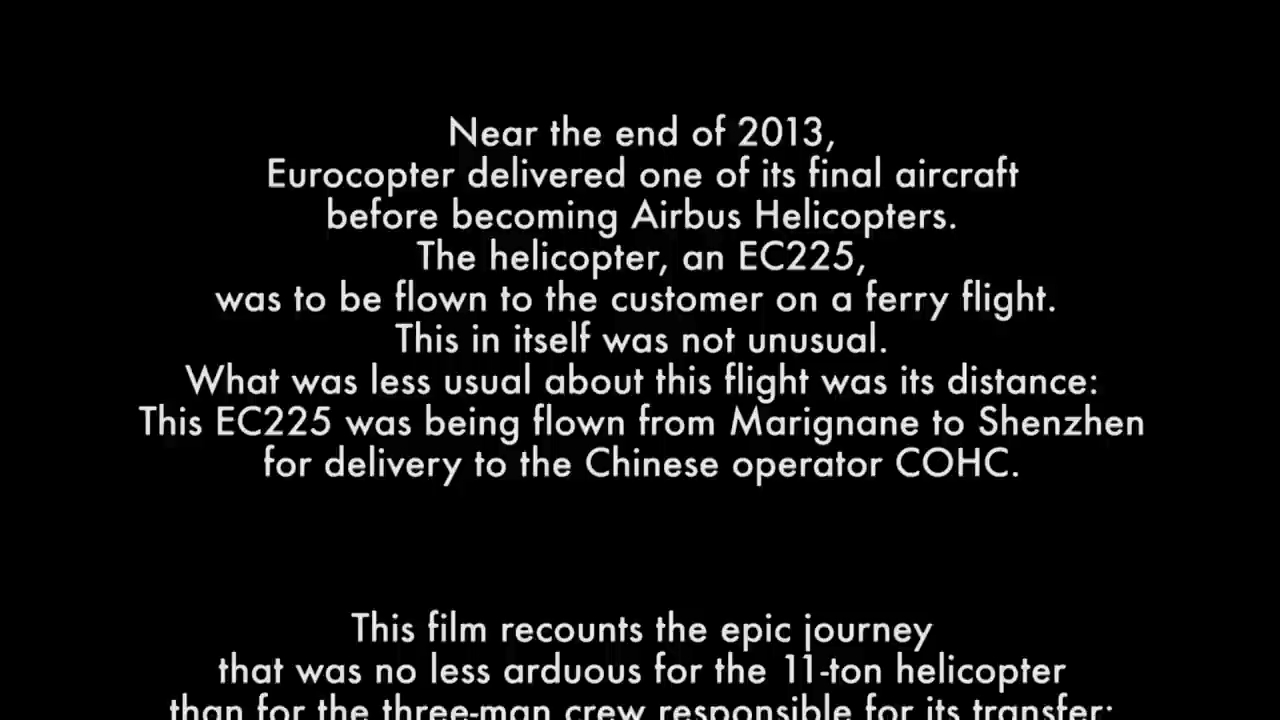 Near the end of 2013,
Eurocopter delivered one of its final aircraft
before becoming Airbus Helicopters.
The helicopter, an EC225,
was to be flown to the customer on a ferry flight.
This in itself was not unusual.
What was less usual about this flight was its distance:
This EC225 was being flown from Marignane to Shenzhen
for delivery to the Chinese operator COHC.
This film recounts the epic journey
that was no less arduous for the 11-ton helicopter
than for the three-man crew responsible for its transfer: